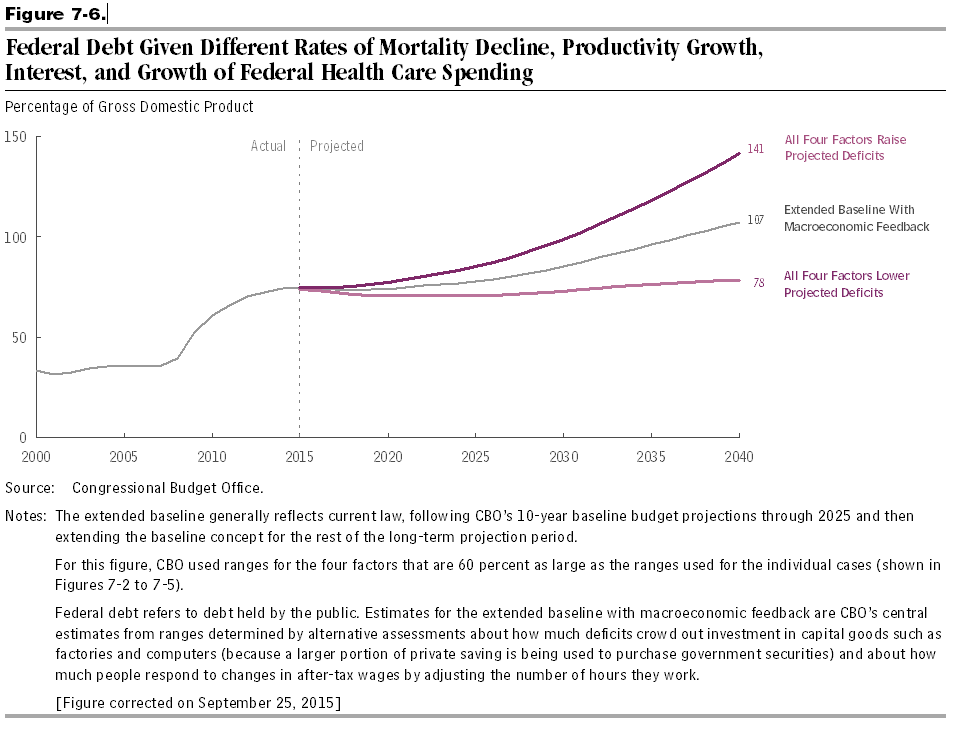 Figure 7-6.
Federal Debt Given Different Rates of Mortality Decline, Productivity Growth,
Interest, and Growth of Federal Health Care Spending
Percentage of Gross Domestic Product
150
Actual
Projected
141
All Four Factors Raise
Projected Deficits
107
Extended Baseline With
Macroeconomic Feedback
100
78
All Four Factors Lower
Projected Deficits
50
0
2000 2005 2010 2015 2020 2025 2030 2035 2040
Source: Congressional Budget Office.
Notes: The extended baseline generally reflects current law, following CBO's 10-year baseline budget projections through 2025 and then
extending the baseline concept for the rest of the long-term projection period.
For this figure, CBO used ranges for the four factors that are 60 percent as large as the ranges used for the individual cases (shown in
Figures 7-2 to 7-5).
Federal debt refers to debt held by the public. Estimates for the extended baseline with macroeconomic feedback are CBO's central
estimates from ranges determined by alternative assessments about how much deficits crowd out investment in capital goods such as
factories and computers (because a larger portion of private saving is being used to purchase government securities) and about how
much people respond to changes in after-tax wages by adjusting the number of hours they work.
[Figure corrected on September 25, 2015]